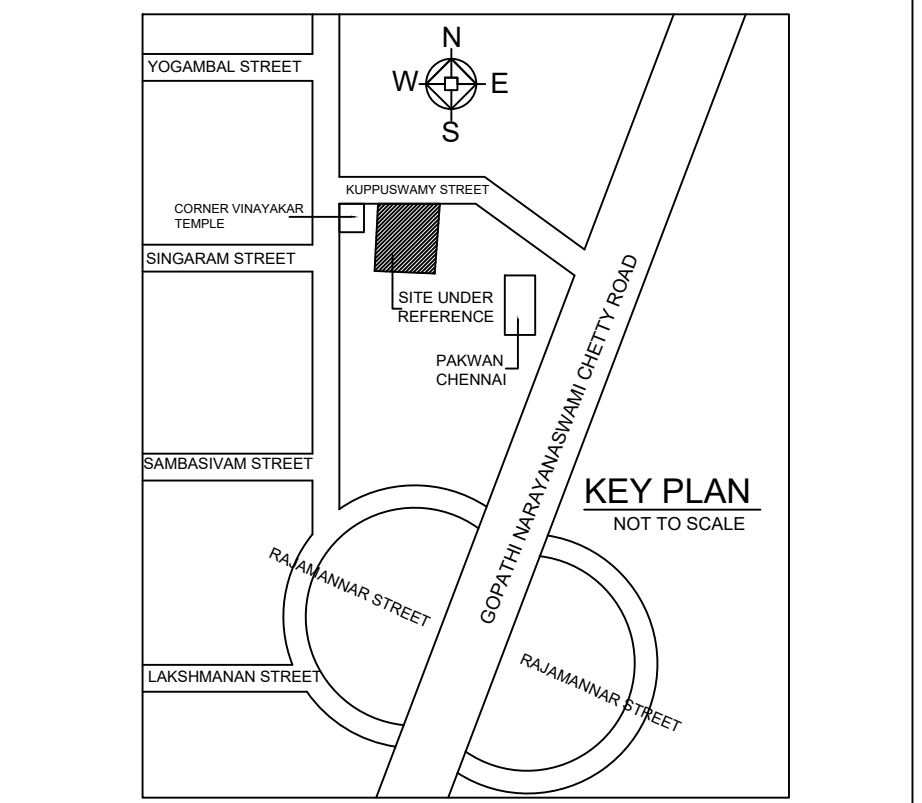 N
YOGAMBAL STREET
W E
S
KUPPUSWAMY STREET
CORNER VINAYAKAR
TEMPLE
SINGARAM STREET
SITE UNDER
REFERENCE
PAKWAN
CHENNAI
GOPATHI NARAYANASWAMI CHETTY ROAD
SAMBASIVAM STREET
KEY PLAN
NOT TO SCALE
RAJAMANNAR STREET
RAJAMANNAR STREET
LAKSHMANAN STREET